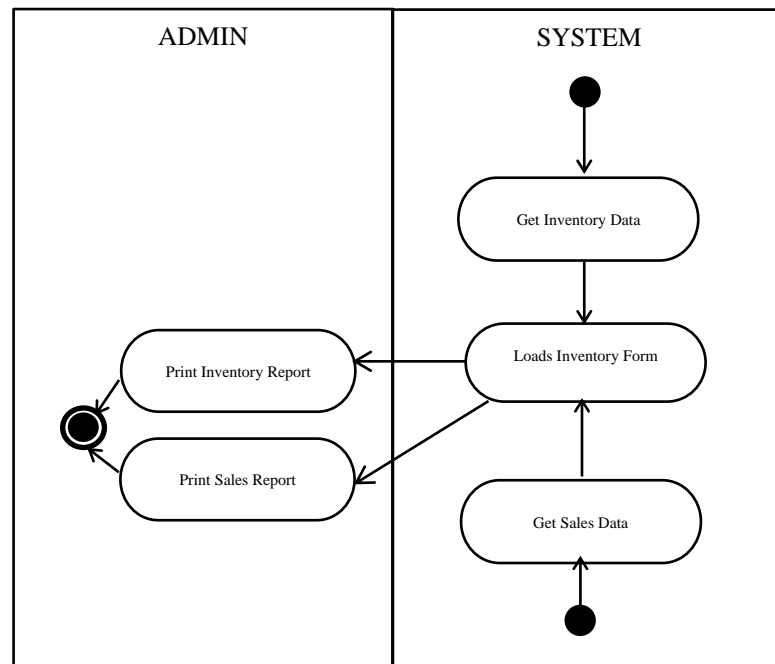 ADMIN
SYSTEM
Get Inventory Data
Loads Inventory Form
Print Inventory Report
Print Sales Report
Get Sales Data